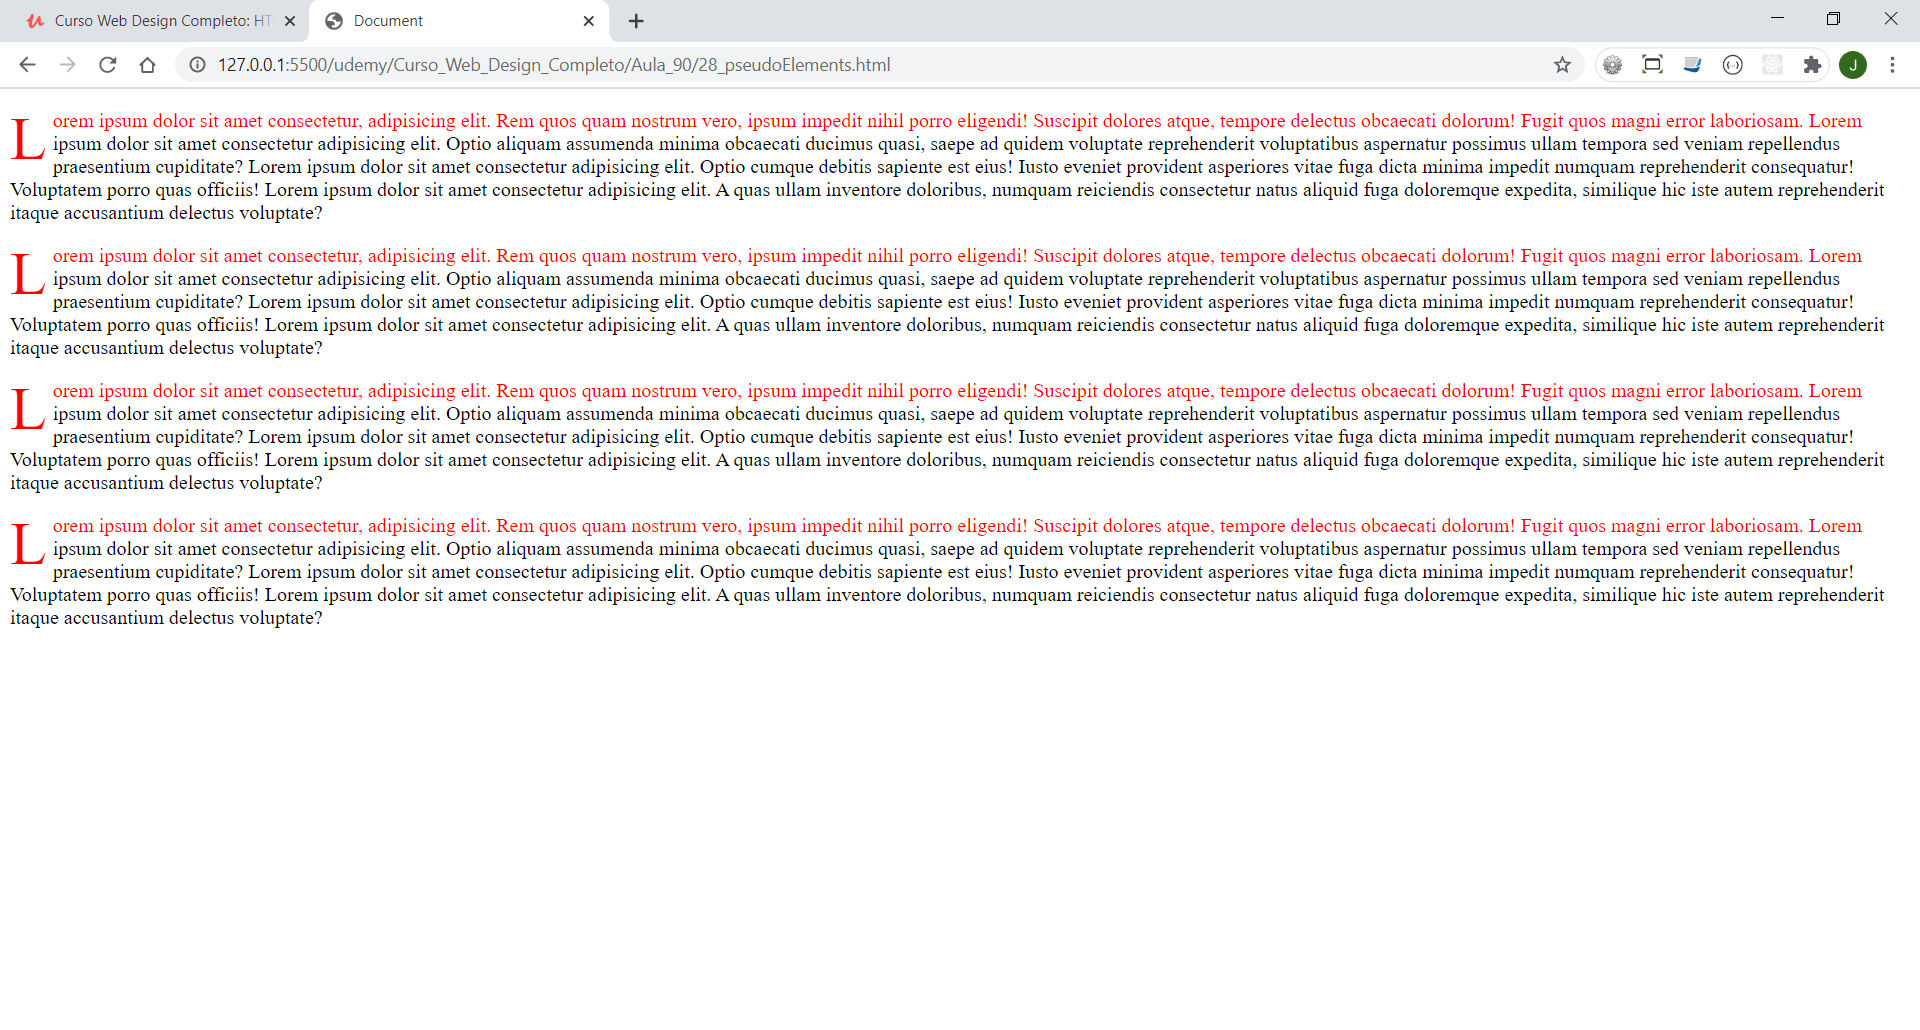 Curso Web Design Completo: HT
Document
127.0.0.1:5500/udemy/Curso_Web_Design_Completo/Aula_90/28_pseudoElements.html
J
Lorem ipsum dolor sit amet consectetur, adipisicing elit. Rem quos quam nostrum vero, ipsum impedit nihil porro eligendi! Suscipit dolores atque, tempore delectus obcaecati dolorum! Fugit quos magni error laboriosam. Lorem
ipsum dolor sit amet consectetur adipisicing elit. Optio aliquam assumenda minima obcaecati ducimus quasi, saepe ad quidem voluptate reprehenderit voluptatibus aspernatur possimus ullam tempora sed veniam repellendus
praesentium cupiditate? Lorem ipsum dolor sit amet consectetur adipisicing elit. Optio cumque debitis sapiente est eius! Iusto eveniet provident asperiores vitae fuga dicta minima impedit numquam reprehenderit consequatur!
Voluptatem porro quas officiis! Lorem ipsum dolor sit amet consectetur adipisicing elit. A quas ullam inventore doloribus, numquam reiciendis consectetur natus aliquid fuga doloremque expedita, similique hic iste autem reprehenderit
itaque accusantium delectus voluptate?
Lorem ipsum dolor sit amet consectetur, adipisicing elit. Rem quos quam nostrum vero, ipsum impedit nihil porro eligendi! Suscipit dolores atque, tempore delectus obcaecati dolorum! Fugit quos magni error laboriosam. Lorem
ipsum dolor sit amet consectetur adipisicing elit. Optio aliquam assumenda minima obcaecati ducimus quasi, saepe ad quidem voluptate reprehenderit voluptatibus aspernatur possimus ullam tempora sed veniam repellendus
praesentium cupiditate? Lorem ipsum dolor sit amet consectetur adipisicing elit. Optio cumque debitis sapiente est eius! Iusto eveniet provident asperiores vitae fuga dicta minima impedit numquam reprehenderit consequatur!
Voluptatem porro quas officiis! Lorem ipsum dolor sit amet consectetur adipisicing elit. A quas ullam inventore doloribus, numquam reiciendis consectetur natus aliquid fuga doloremque expedita, similique hic iste autem reprehenderit
itaque accusantium delectus voluptate?
Lorem ipsum dolor sit amet consectetur, adipisicing elit. Rem quos quam nostrum vero, ipsum impedit nihil porro eligendi! Suscipit dolores atque, tempore delectus obcaecati dolorum! Fugit quos magni error laboriosam. Lorem
ipsum dolor sit amet consectetur adipisicing elit. Optio aliquam assumenda minima obcaecati ducimus quasi, saepe ad quidem voluptate reprehenderit voluptatibus aspernatur possimus ullam tempora sed veniam repellendus
praesentium cupiditate? Lorem ipsum dolor sit amet consectetur adipisicing elit. Optio cumque debitis sapiente est eius! Iusto eveniet provident asperiores vitae fuga dicta minima impedit numquam reprehenderit consequatur!
Voluptatem porro quas officiis! Lorem ipsum dolor sit amet consectetur adipisicing elit. A quas ullam inventore doloribus, numquam reiciendis consectetur natus aliquid fuga doloremque expedita, similique hic iste autem reprehenderit
itaque accusantium delectus voluptate?
Lorem ipsum dolor sit amet consectetur, adipisicing elit. Rem quos quam nostrum vero, ipsum impedit nihil porro eligendi! Suscipit dolores atque, tempore delectus obcaecati dolorum! Fugit quos magni error laboriosam. Lorem
ipsum dolor sit amet consectetur adipisicing elit. Optio aliquam assumenda minima obcaecati ducimus quasi, saepe ad quidem voluptate reprehenderit voluptatibus aspernatur possimus ullam tempora sed veniam repellendus
praesentium cupiditate? Lorem ipsum dolor sit amet consectetur adipisicing elit. Optio cumque debitis sapiente est eius! Iusto eveniet provident asperiores vitae fuga dicta minima impedit numquam reprehenderit consequatur!
Voluptatem porro quas officiis! Lorem ipsum dolor sit amet consectetur adipisicing elit. A quas ullam inventore doloribus, numquam reiciendis consectetur natus aliquid fuga doloremque expedita, similique hic iste autem reprehenderit
itaque accusantium delectus voluptate?